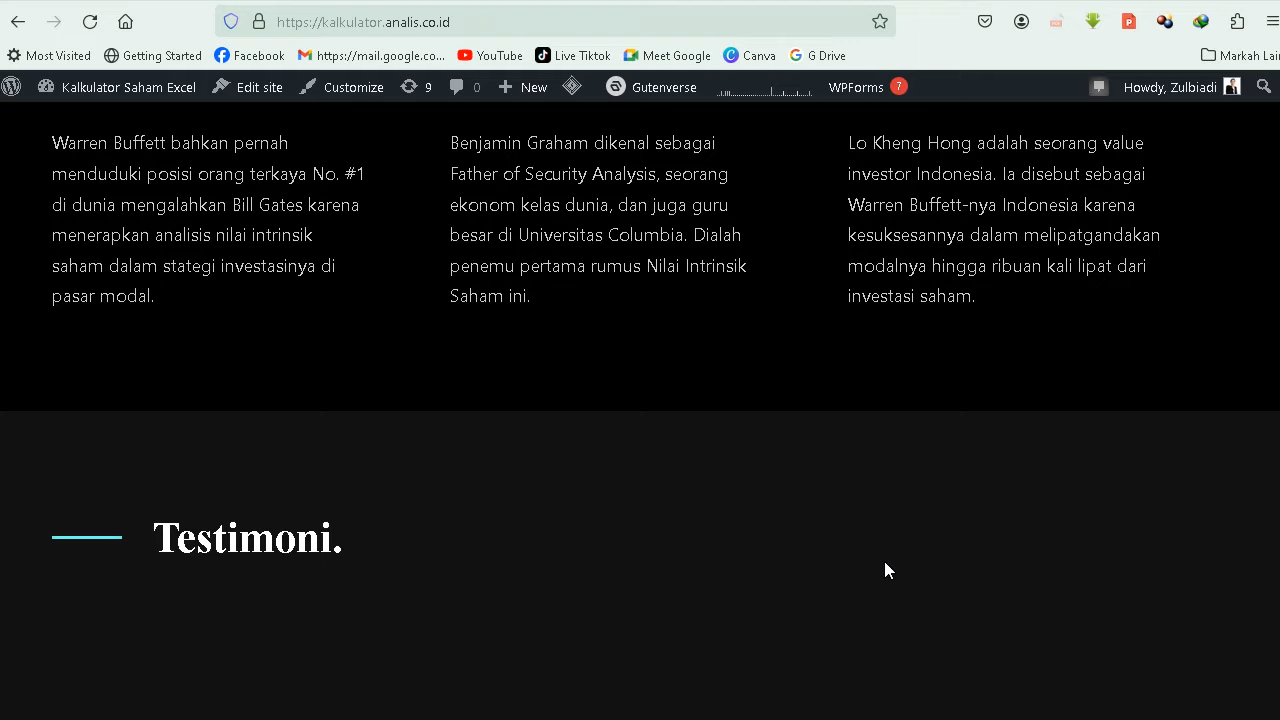 https://kalkulator.analis.co.id
Most Visited
Getting Started
Facebook
https://mail.google.co...
YouTube
Live Tiktok
Meet Google
Canva
G Drive
Markah Lain
Kalkulator Saham Excel
Edit site
Customize
9
0
New
Gutenverse
WPForms
7
Howdy, Zulbiadi
Warren Buffett bahkan pernah
menduduki posisi orang terkaya No. #1
di dunia mengalahkan Bill Gates karena
menerapkan analisis nilai intrinsik
saham dalam stategi investasinya di
pasar modal.
Benjamin Graham dikenal sebagai
Father of Security Analysis, seorang
ekonom kelas dunia, dan juga guru
besar di Universitas Columbia. Dialah
penemu pertama rumus Nilai Intrinsik
Saham ini.
Lo Kheng Hong adalah seorang value
investor Indonesia. Ia disebut sebagai
Warren Buffett-nya Indonesia karena
kesuksesannya dalam melipatgandakan
modalnya hingga ribuan kali lipat dari
investasi saham.
Testimoni.